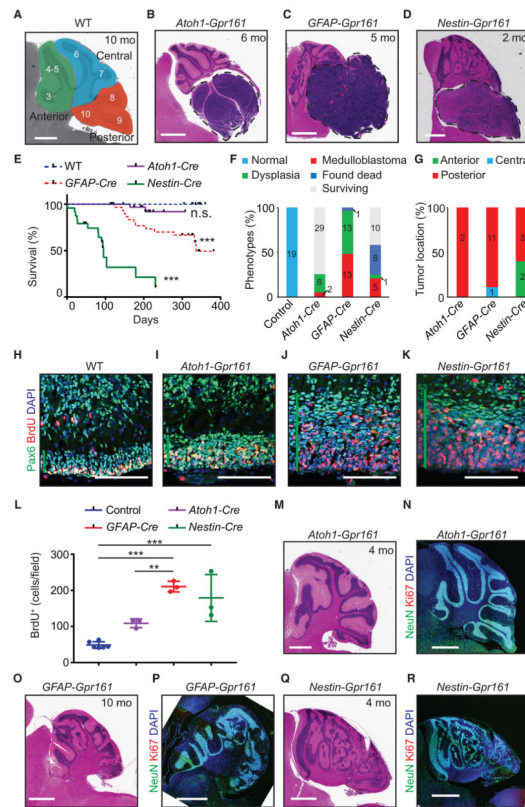 A WT B Atoh1-Gpr161 C GFAP-Gpr161 D Nestin-Gpr161
10 mo 6 mo 5 mo 2 mo
6 Central
4-5 7
3 8
Anterior 10 9
Posterior
E WT Atoh1-Cre
GFAP-Cre Nestin-Cre
Survival (%)
100
50
0
0 100 200 300 400
Days
n.s.
***
***
F Normal Medulloblastoma
Dysplasia Found dead
Surviving
Phenotypes (%)
100
50
0
19 29 8 2 1 13 13 10 8 1 5
Control Atoh1-Cre GFAP-Cre Nestin-Cre
G Anterior Central
Posterior
Tumor location (%)
100
50
0
2 11 1 3 2
Atoh1-Cre GFAP-Cre Nestin-Cre
H WT I Atoh1-Gpr161 J GFAP-Gpr161 K Nestin-Gpr161
Pax6 BrdU DAPI
L Control Atoh1-Cre
GFAP-Cre Nestin-Cre
BrdU+ (cells/field)
300
200
100
0
***
***
**
M Atoh1-Gpr161 N Atoh1-Gpr161
4 mo
NeuN Ki67 DAPI
O GFAP-Gpr161 P GFAP-Gpr161 Q Nestin-Gpr161 R Nestin-Gpr161
10 mo 4 mo
NeuN Ki67 DAPI
NeuN Ki67 DAPI